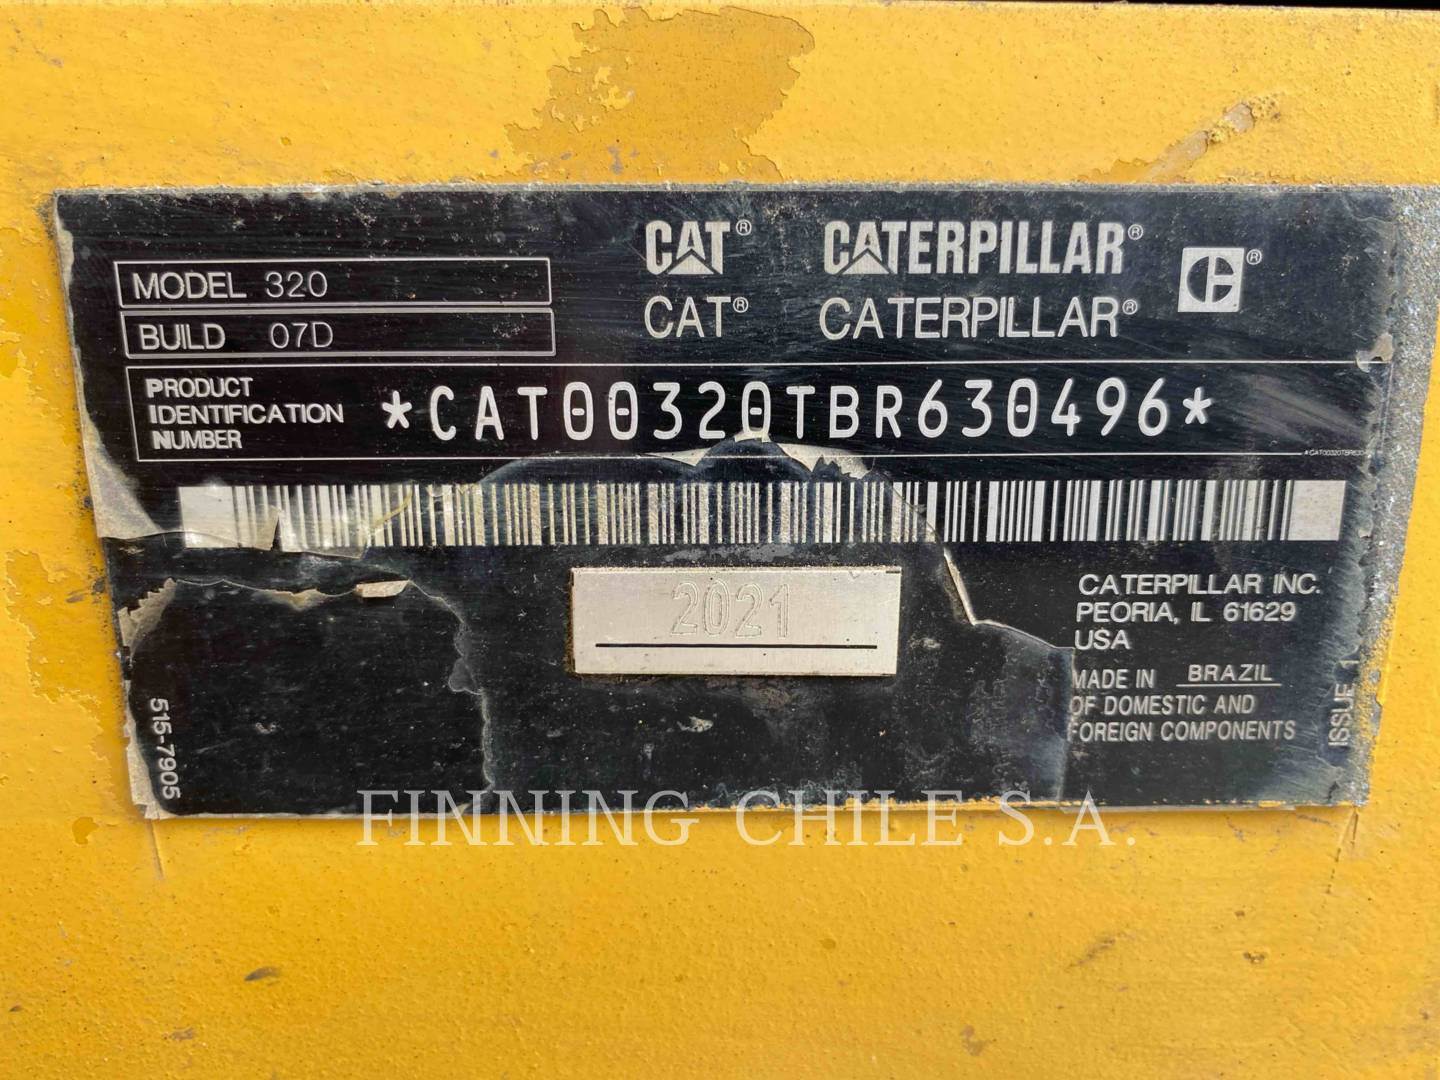 CAT® CATERPILLAR®
CAT® CATERPILLAR®
MODEL 320
BUILD 07D
PRODUCT
IDENTIFICATION
NUMBER
*CAT00320TBR630496*
2021
CATERPILLAR INC.
PEORIA, IL 61629
USA
MADE IN BRAZIL
OF DOMESTIC AND
FOREIGN COMPONENTS
ISSUE 1
515-7905
FINNING CHILE S.A.